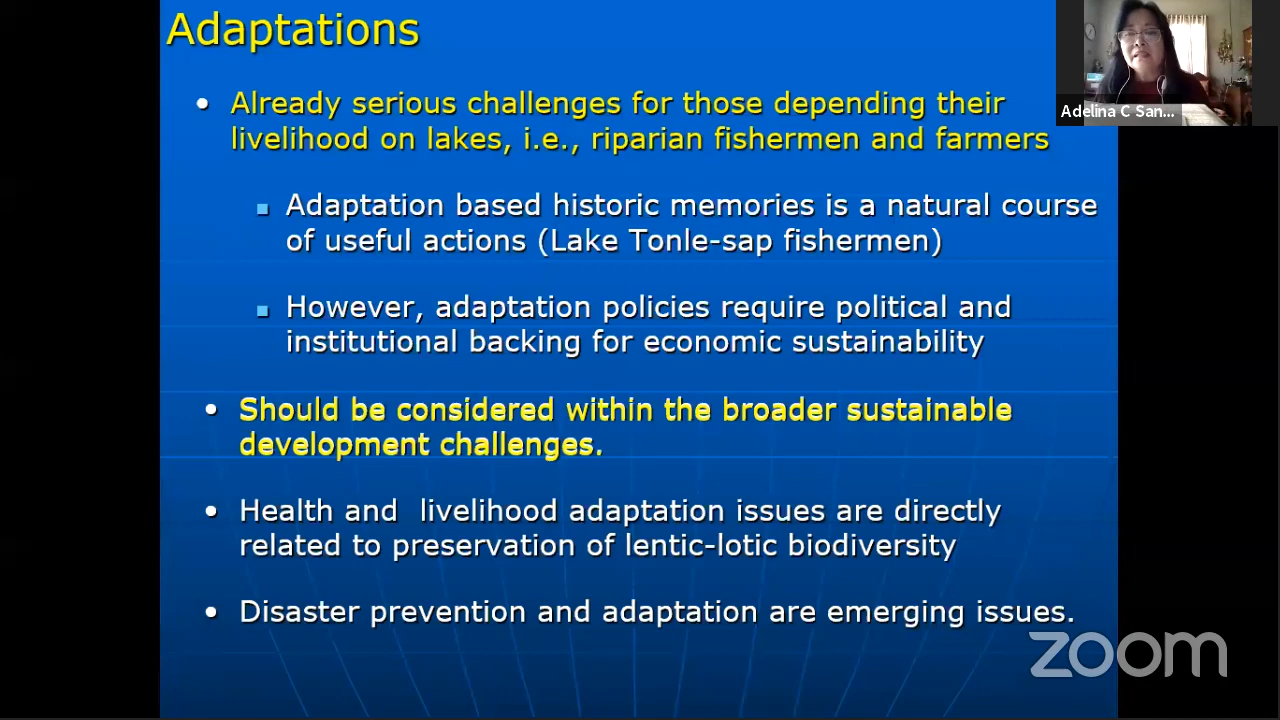 Adaptations
• Already serious challenges for those depending their
livelihood on lakes, i.e., riparian fishermen and farmers
▪ Adaptation based historic memories is a natural course
of useful actions (Lake Tonle-sap fishermen)
▪ However, adaptation policies require political and
institutional backing for economic sustainability
• Should be considered within the broader sustainable
development challenges.
• Health and  livelihood adaptation issues are directly
related to preservation of lentic-lotic biodiversity
• Disaster prevention and adaptation are emerging issues.
Adelina C San...
zoom